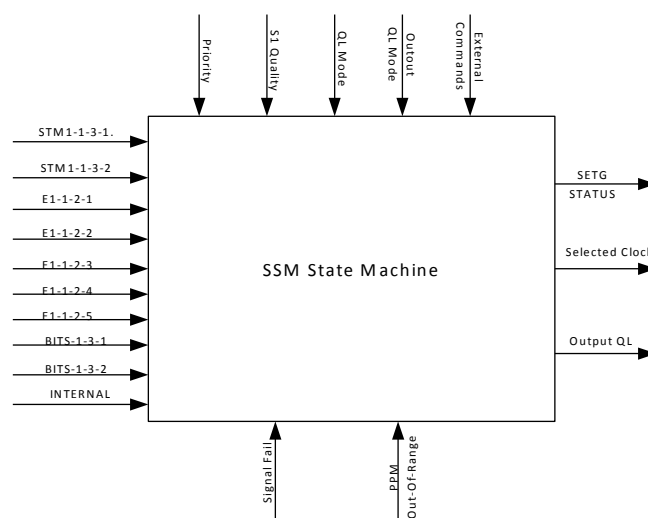 Priority
S1 Quality
QL Mode
Outout
QL Mode
External
Commands
STM1-1-3-1.
STM1-1-3-2
E1-1-2-1
E1-1-2-2
E1-1-2-3
E1-1-2-4
E1-1-2-5
BITS-1-3-1
BITS-1-3-2
INTERNAL
SSM State Machine
SETG
STATUS
Selected Clock
Output QL
Signal Fail
PPM
Out-Of-Range